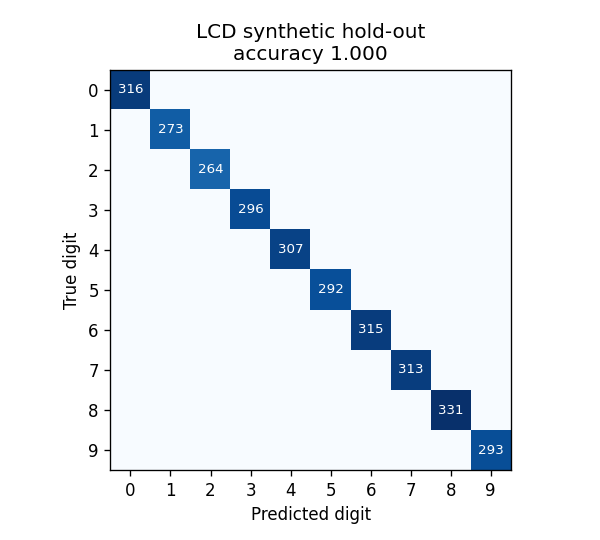 LCD synthetic hold-out
accuracy 1.000
0 316
1 273
2 264
3 296
4 307
5 292
6 315
7 313
8 331
9 293
True digit
0 1 2 3 4 5 6 7 8 9
Predicted digit